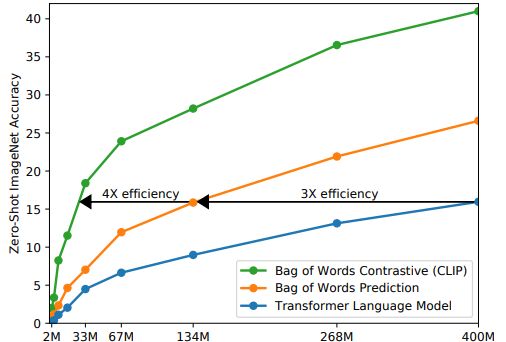 Zero-Shot ImageNet Accuracy
40
35
30
25
20
15
10
5
0
4X efficiency
3X efficiency
Bag of Words Contrastive (CLIP)
Bag of Words Prediction
Transformer Language Model
2M 33M 67M 134M 268M 400M